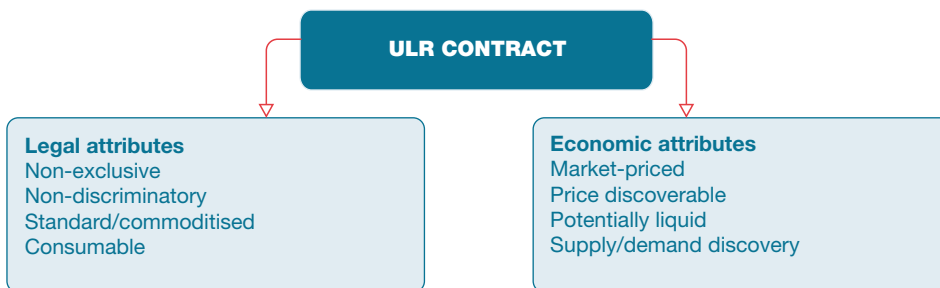 ULR CONTRACT
Legal attributes
Non-exclusive
Non-discriminatory
Standard/commoditised
Consumable
Economic attributes
Market-priced
Price discoverable
Potentially liquid
Supply/demand discovery